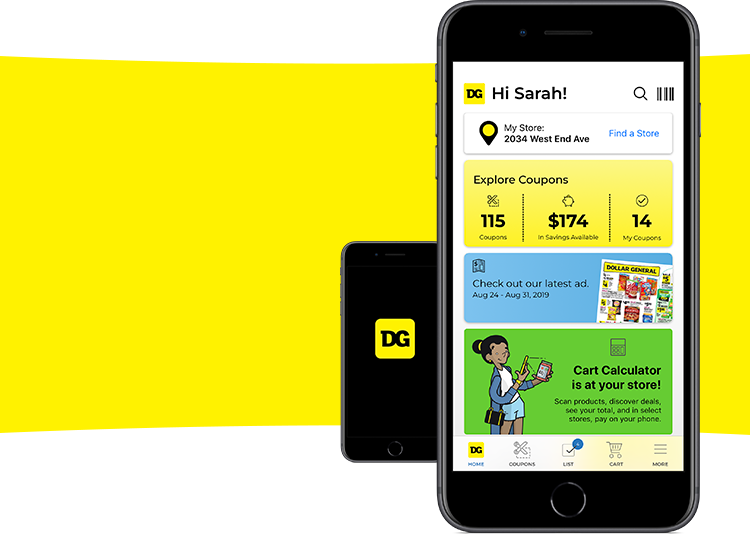 DG Hi Sarah!
My Store:
2034 West End Ave
Find a Store
Explore Coupons
115
Coupons
$174
In Savings Available
14
My Coupons
Check out our latest ad.
Aug 24 - Aug 31, 2019
DOLLAR GENERAL
Cart Calculator
is at your store!
Scan products, discover deals,
see your total, and in select
stores, pay on your phone.
DG
HOME
COUPONS
LIST
CART
MORE
DG